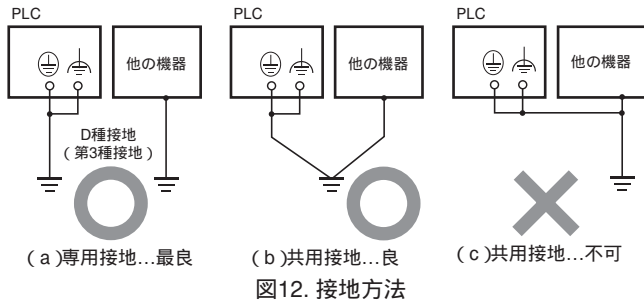 PLC
他の機器
D種接地
（第3種接地）
（a）専用接地…最良
PLC
他の機器
（b）共用接地…良
PLC
他の機器
（c）共用接地…不可
図12. 接地方法